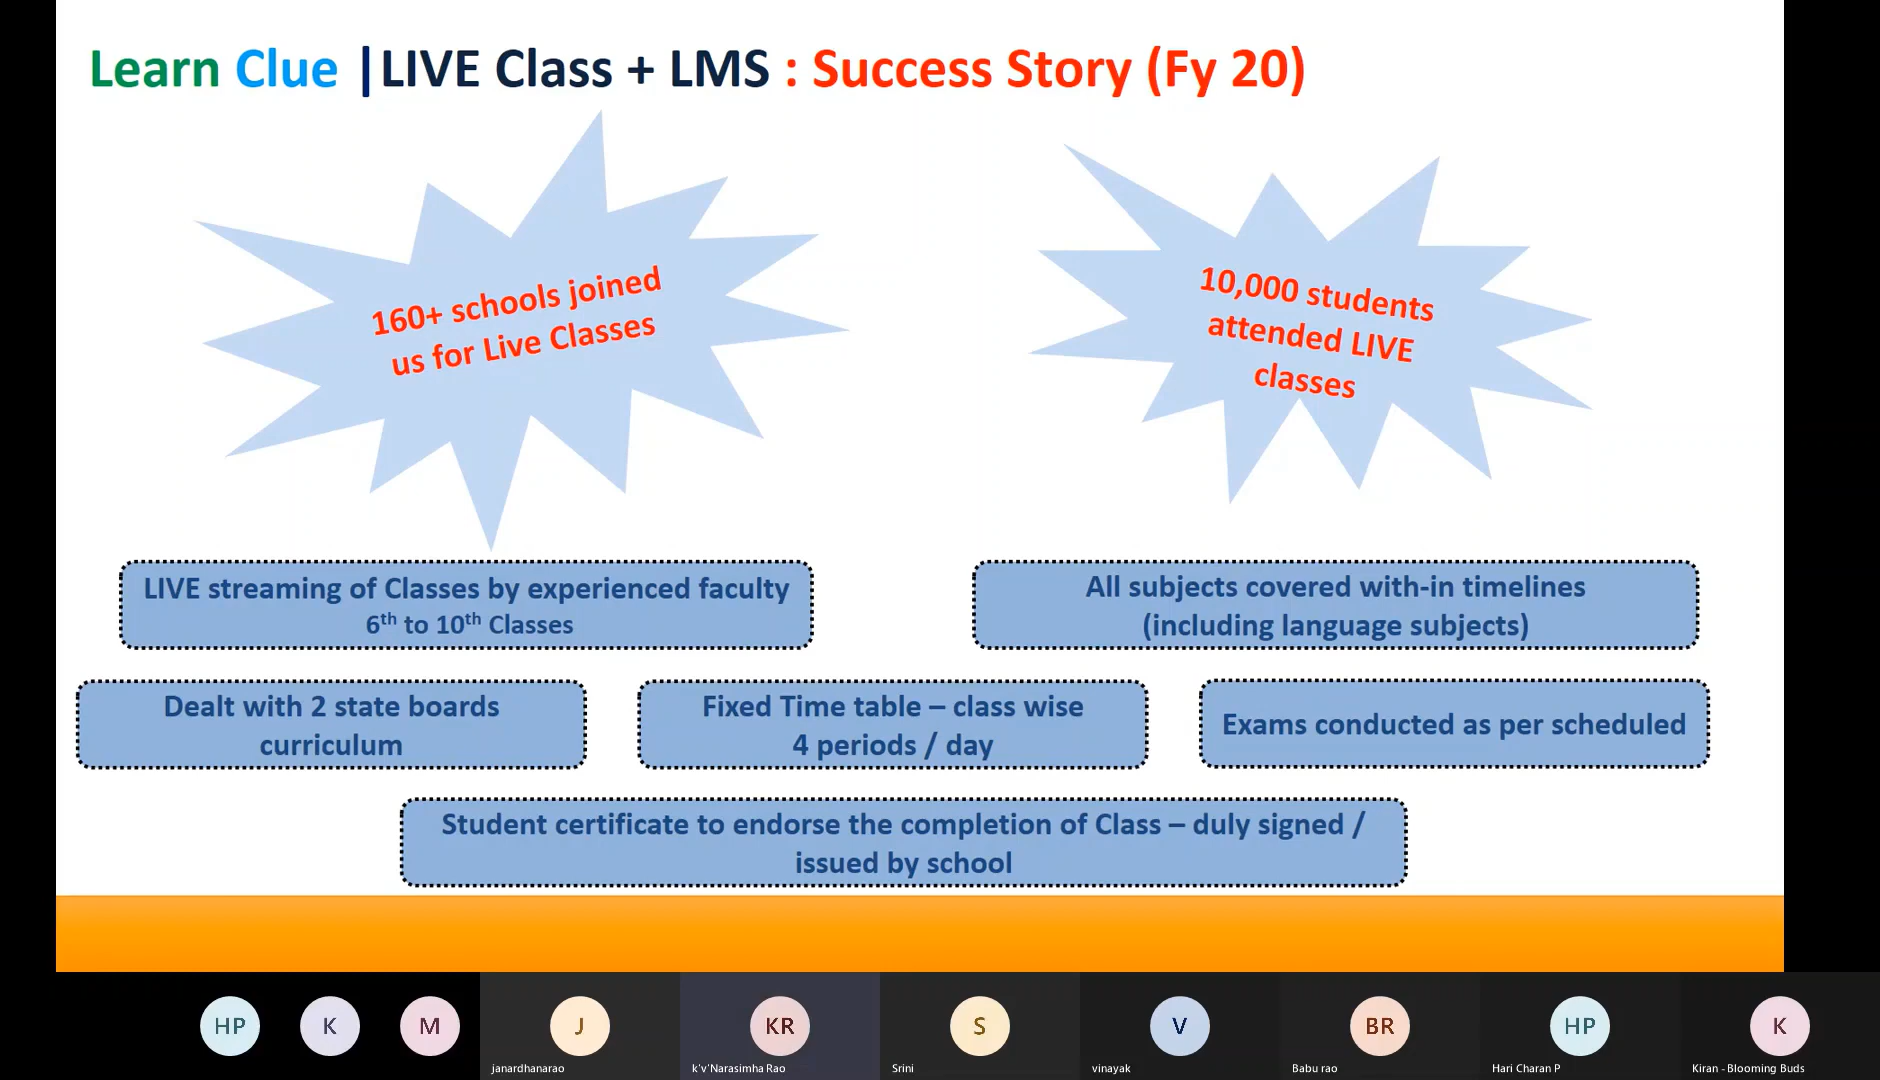 Learn Clue |LIVE Class + LMS : Success Story (Fy 20)
160+ schools joined
us for Live Classes
10,000 students
attended LIVE
classes
LIVE streaming of Classes by experienced faculty
6th to 10th Classes
All subjects covered with-in timelines
(including language subjects)
Dealt with 2 state boards
curriculum
Fixed Time table – class wise
4 periods / day
Exams conducted as per scheduled
Student certificate to endorse the completion of Class – duly signed /
issued by school
HP
K
M
J
KR
S
V
BR
HP
K
janardhanarao
k'v'Narasimha Rao
Srini
vinayak
Babu rao
Hari Charan P
Kiran - Blooming Buds